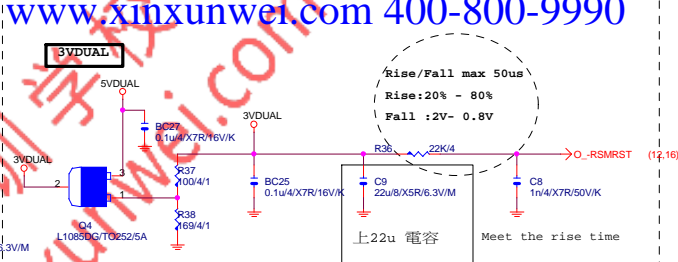 www.xinxunwei.com 400-800-9990
3VDUAL
Rise/Fall max 50us
Rise:20% - 80%
Fall :2V- 0.8V
5VDUAL
BC27
0.1u/4/X7R/16V/K
3VDUAL
3VDUAL
R36
22K/4
O_-RSMRST
(12,16)
3
2
1
R37
100/4/1
BC25
0.1u/4/X7R/16V/K
C9
22u/8/X5R/6.3V/M
C8
1n/4/X7R/50V/K
R38
169/4/1
Q4
L1085DG/TO252/5A
上22u 電容
Meet the rise time
6.3V/M